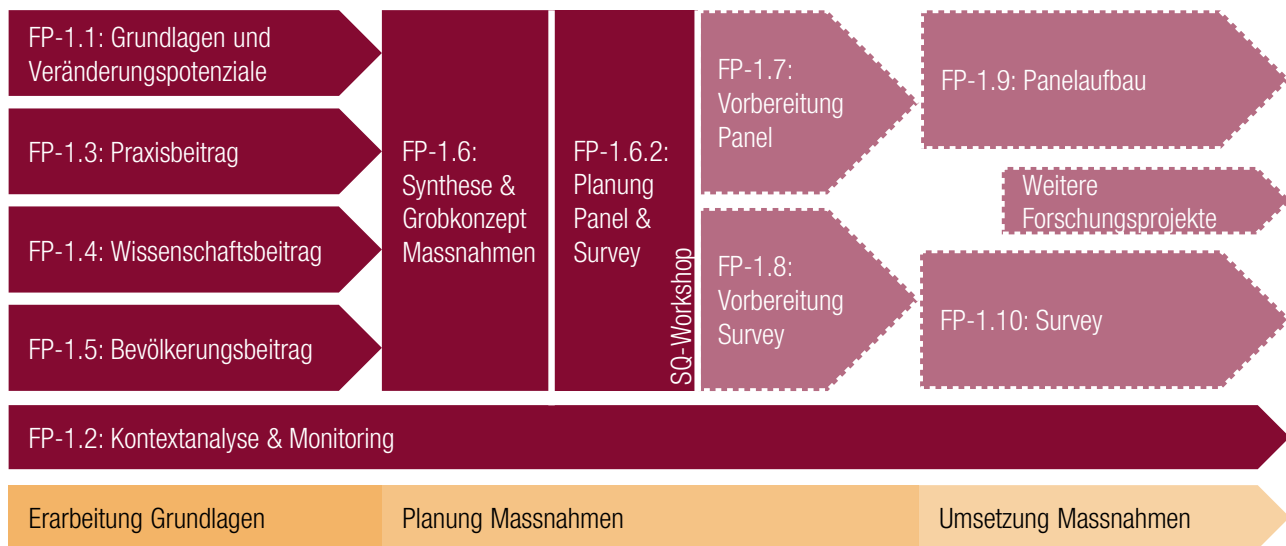 FP-1.1: Grundlagen und
Veränderungspotenziale
FP-1.3: Praxisbeitrag
FP-1.4: Wissenschaftsbeitrag
FP-1.5: Bevölkerungsbeitrag
FP-1.6:
Synthese &
Grobkonzept
Massnahmen
FP-1.6.2:
Planung
Panel &
Survey
SQ-Workshop
FP-1.7:
Vorbereitung
Panel
FP-1.8:
Vorbereitung
Survey
FP-1.9: Panelaufbau
Weitere
Forschungsprojekte
FP-1.10: Survey
FP-1.2: Kontextanalyse & Monitoring
Erarbeitung Grundlagen
Planung Massnahmen
Umsetzung Massnahmen